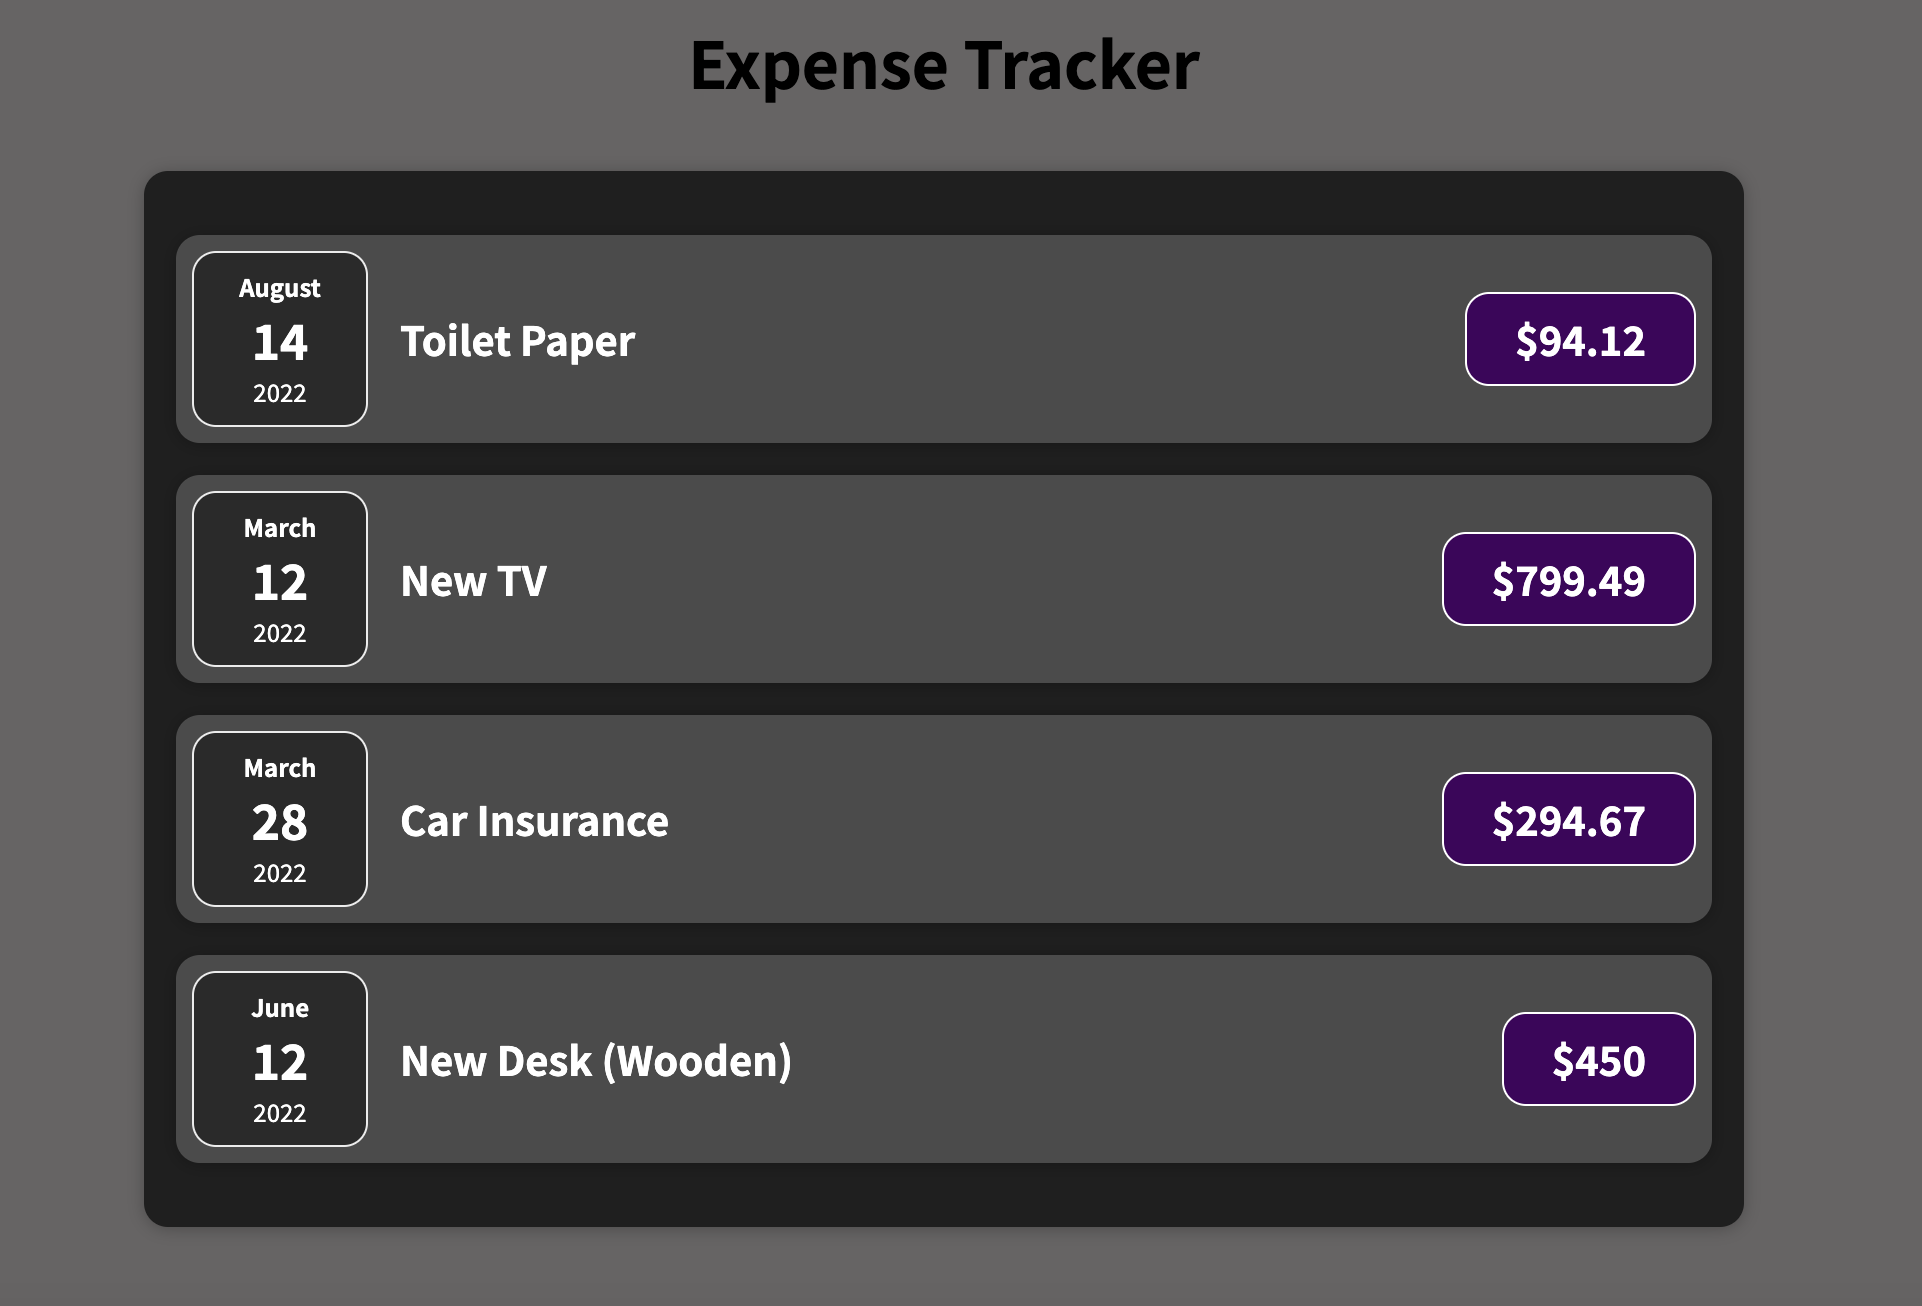 Expense Tracker
August
14
2022
Toilet Paper
$94.12
March
12
2022
New TV
$799.49
March
28
2022
Car Insurance
$294.67
June
12
2022
New Desk (Wooden)
$450